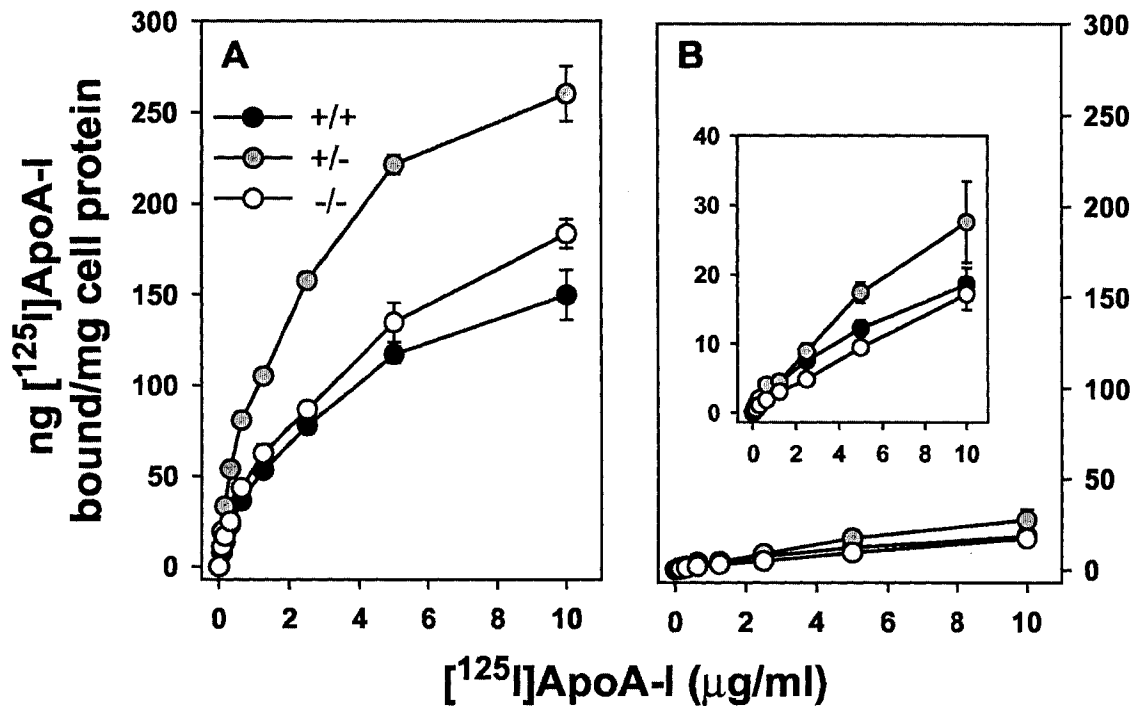 A
B
+/+
+/-
-/-
300
250
200
150
100
50
0
0 2 4 6 8 10
40
30
20
10
0
0 2 4 6 8 10
300
250
200
150
100
50
0
0 2 4 6 8 10
ng [¹²⁵I]ApoA-I
bound/mg cell protein
[¹²⁵I]ApoA-I (μg/ml)